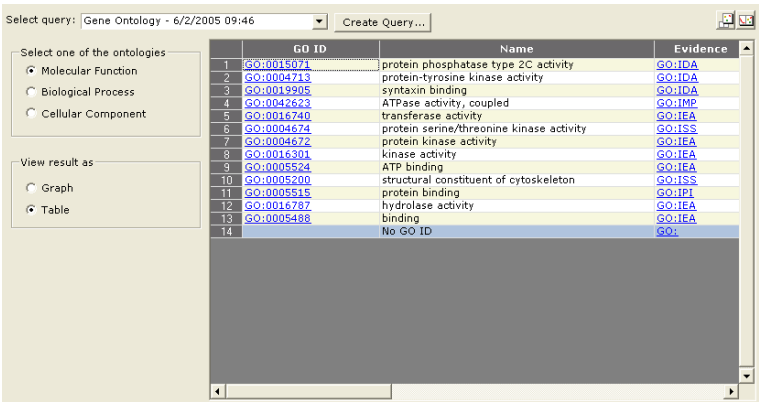 Select query: Gene Ontology - 6/2/2005 09:46 Create Query...
Select one of the ontologies
Molecular Function
Biological Process
Cellular Component
View result as
Graph
Table
GO ID Name Evidence
1 GO:0015071 protein phosphatase type 2C activity GO:IDA
2 GO:0004713 protein-tyrosine kinase activity GO:IDA
3 GO:0019905 syntaxin binding GO:IDA
4 GO:0042623 ATPase activity, coupled GO:IMP
5 GO:0016740 transferase activity GO:IEA
6 GO:0004674 protein serine/threonine kinase activity GO:ISS
7 GO:0004672 protein kinase activity GO:IEA
8 GO:0016301 kinase activity GO:IEA
9 GO:0005524 ATP binding GO:IEA
10 GO:0005200 structural constituent of cytoskeleton GO:ISS
11 GO:0005515 protein binding GO:IPI
12 GO:0016787 hydrolase activity GO:IEA
13 GO:0005488 binding GO:IEA
14 No GO ID GO: